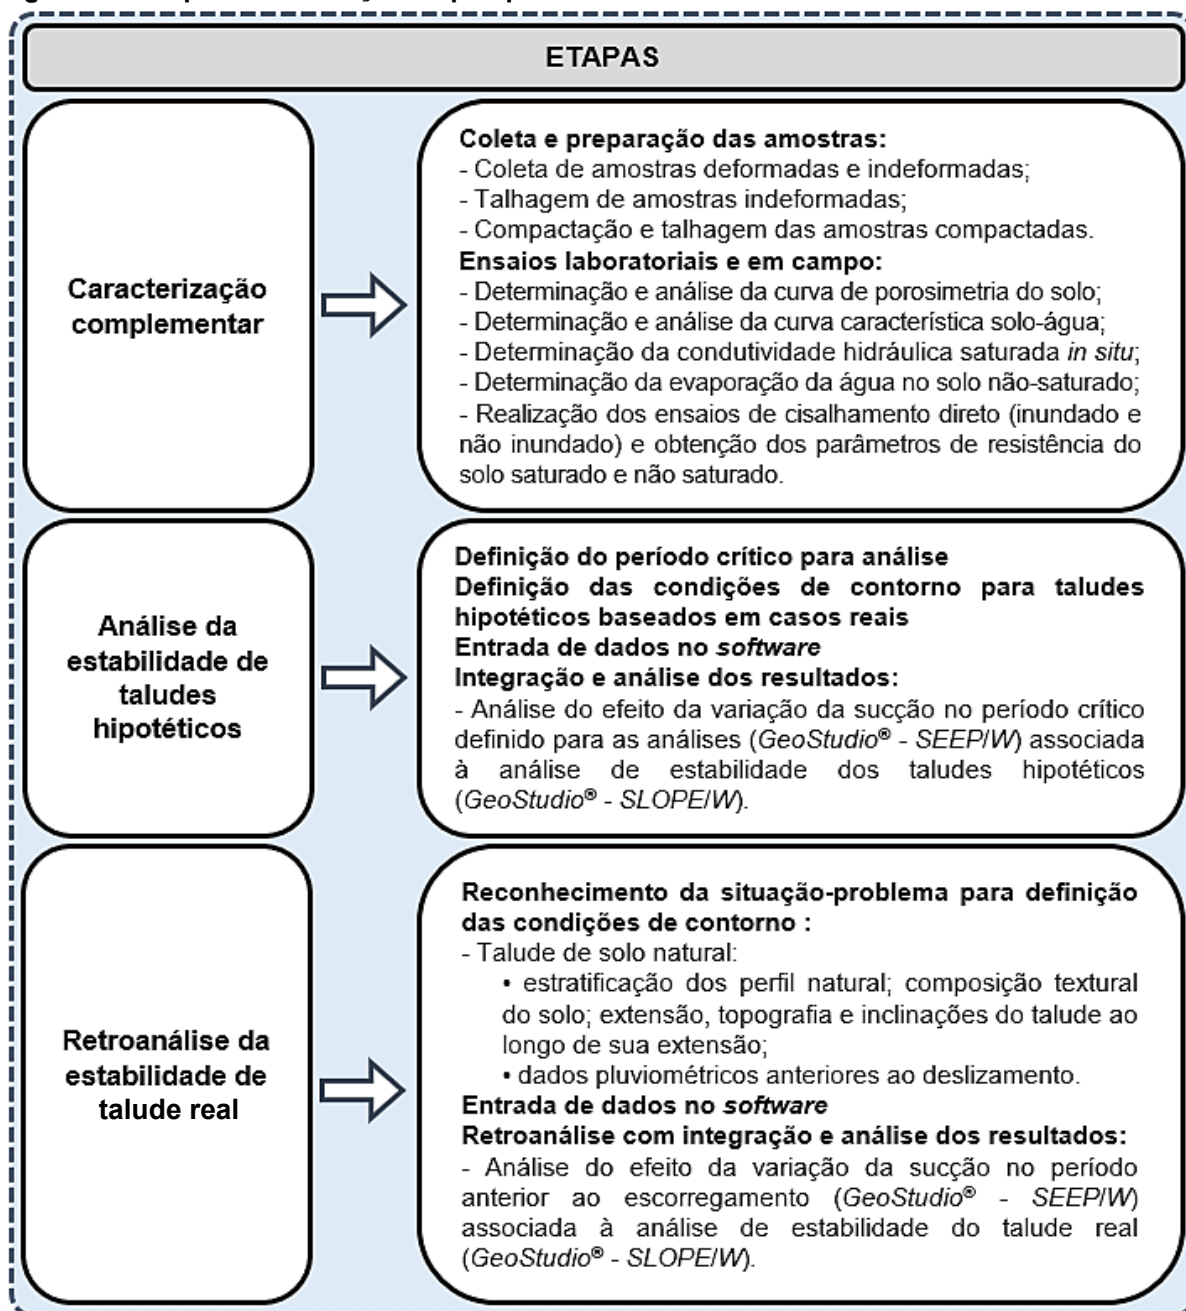 ETAPAS
Caracterização
complementar
Coleta e preparação das amostras:
- Coleta de amostras deformadas e indeformadas;
- Talhagem de amostras indeformadas;
- Compactação e talhagem das amostras compactadas.
Ensaios laboratoriais e em campo:
- Determinação e análise da curva de porosimetria do solo;
- Determinação e análise da curva característica solo-água;
- Determinação da condutividade hidráulica saturada in situ;
- Determinação da evaporação da água no solo não-saturado;
- Realização dos ensaios de cisalhamento direto (inundado e
não inundado) e obtenção dos parâmetros de resistência do
solo saturado e não saturado.
Análise da
estabilidade de
taludes
hipotéticos
Definição do período crítico para análise
Definição das condições de contorno para taludes
hipotéticos baseados em casos reais
Entrada de dados no software
Integração e análise dos resultados:
- Análise do efeito da variação da sucção no período crítico
definido para as análises (GeoStudio® - SEEP/W) associada
à análise de estabilidade dos taludes hipotéticos
(GeoStudio® - SLOPE/W).
Retroanálise da
estabilidade de
talude real
Reconhecimento da situação-problema para definição
das condições de contorno :
- Talude de solo natural:
• estratificação dos perfil natural; composição textural
do solo; extensão, topografia e inclinações do talude ao
longo de sua extensão;
• dados pluviométricos anteriores ao deslizamento.
Entrada de dados no software
Retroanálise com integração e análise dos resultados:
- Análise do efeito da variação da sucção no período
anterior ao escorregamento (GeoStudio® - SEEP/W)
associada à análise de estabilidade do talude real
(GeoStudio® - SLOPE/W).